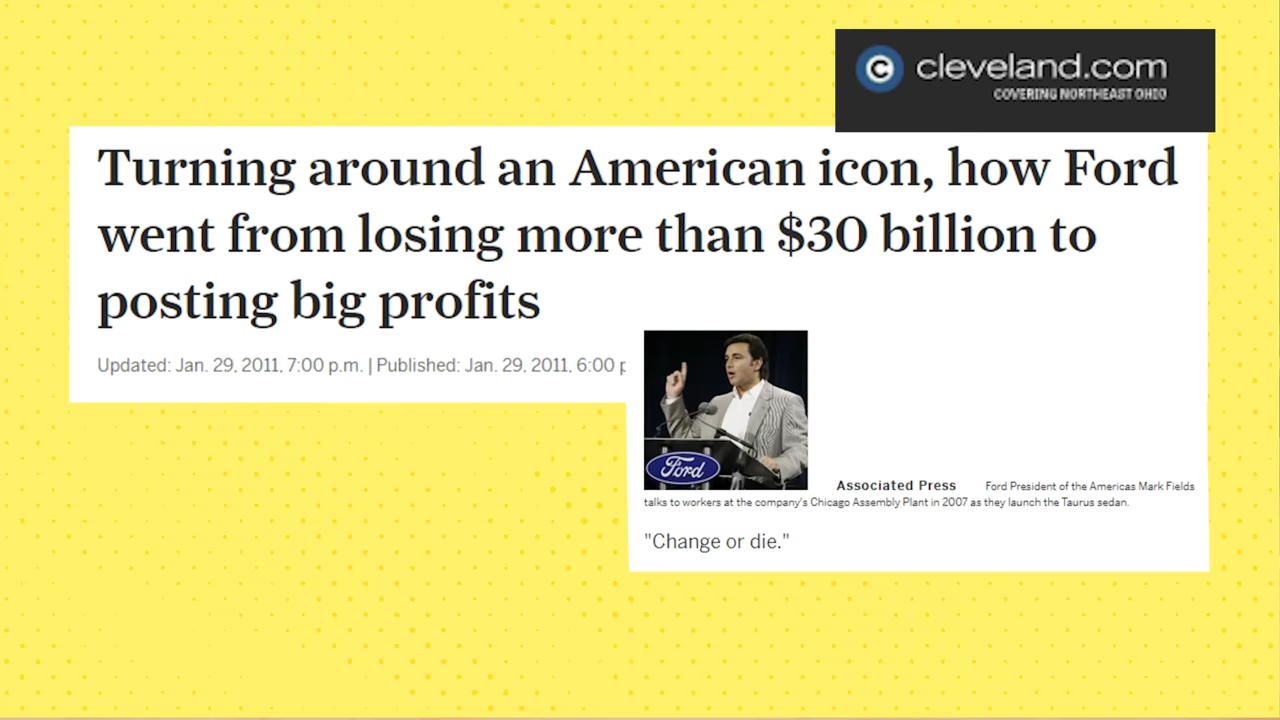 cleveland.com
COVERING NORTHEAST OHIO
Turning around an American icon, how Ford
went from losing more than $30 billion to
posting big profits
Updated: Jan. 29, 2011, 7:00 p.m. | Published: Jan. 29, 2011, 6:00 p
Ford
Associated Press Ford President of the Americas Mark Fields
talks to workers at the company's Chicago Assembly Plant in 2007 as they launch the Taurus sedan.
"Change or die."